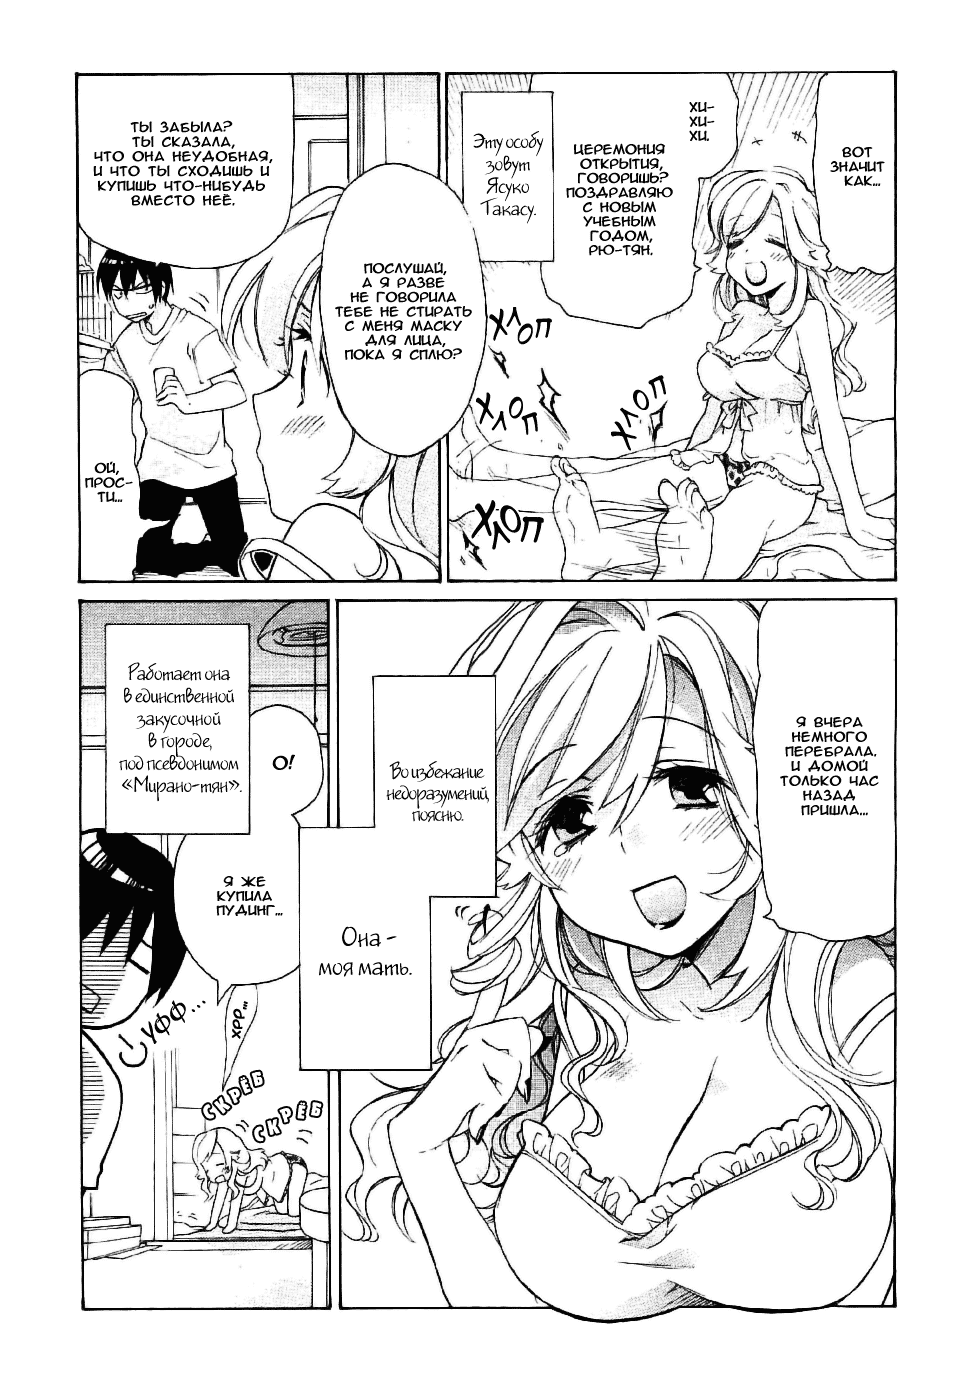 ХИ-
ХИ-
ХИ.
ВОТ
ЗНАЧИТ
КАК...
ЦЕРЕМОНИЯ
ОТКРЫТИЯ,
ГОВОРИШЬ?
ПОЗДРАВЛЯЮ
С НОВЫМ
УЧЕБНЫМ
ГОДОМ,
РЮ-ТЯН.
Эту особу
зовут
Ясуко
Такасу.
ХЛОП
ХЛОП
ХЛОП
ХЛОП
ТЫ ЗАБЫЛА?
ТЫ СКАЗАЛА,
ЧТО ОНА НЕУДОБНАЯ,
И ЧТО ТЫ СХОДИШЬ И
КУПИШЬ ЧТО-НИБУДЬ
ВМЕСТО НЕЁ.
ПОСЛУШАЙ,
А Я РАЗВЕ
НЕ ГОВОРИЛА
ТЕБЕ НЕ СТИРАТЬ
С МЕНЯ МАСКУ
ДЛЯ ЛИЦА,
ПОКА Я СПЛЮ?
ОЙ,
ПРОС-
ТИ...
Я ВЧЕРА
НЕМНОГО
ПЕРЕБРАЛА.
И ДОМОЙ
ТОЛЬКО ЧАС
НАЗАД
ПРИШЛА...
Во избежание
недоразумений,
поясню.
Она -
моя мать.
Работает она
в единственной
закусочной
в городе,
под псевдонимом
«Мирано-тян».
О!
Я ЖЕ
КУПИЛА
ПУДИНГ...
УФФ...
ХРР...
СКРЁБ
СКРЁБ